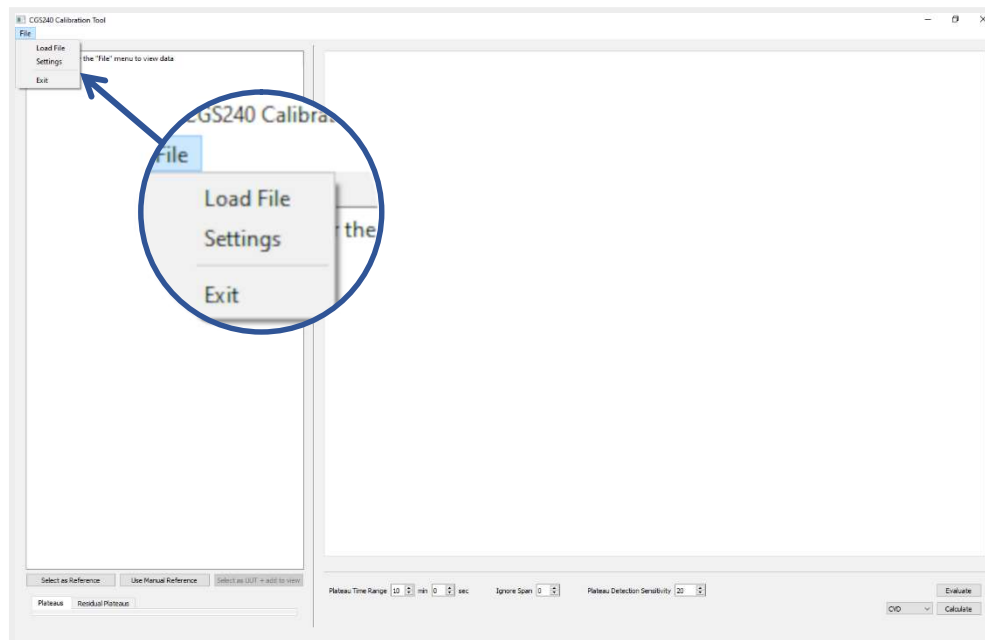 CGS240 Calibration Tool
File
Load File
Settings
Exit
the "File" menu to view data
CGS240 Calibra
File
Load File
Settings
Exit
r the
Select as Reference
Use Manual Reference
Select as UUT + add to view
Plateaus
Residual Plateaus
Plateau Time Range 10 min 0 sec Ignore Span 0 Plateau Detection Sensitivity 20
Evaluate
CVD
Calculate